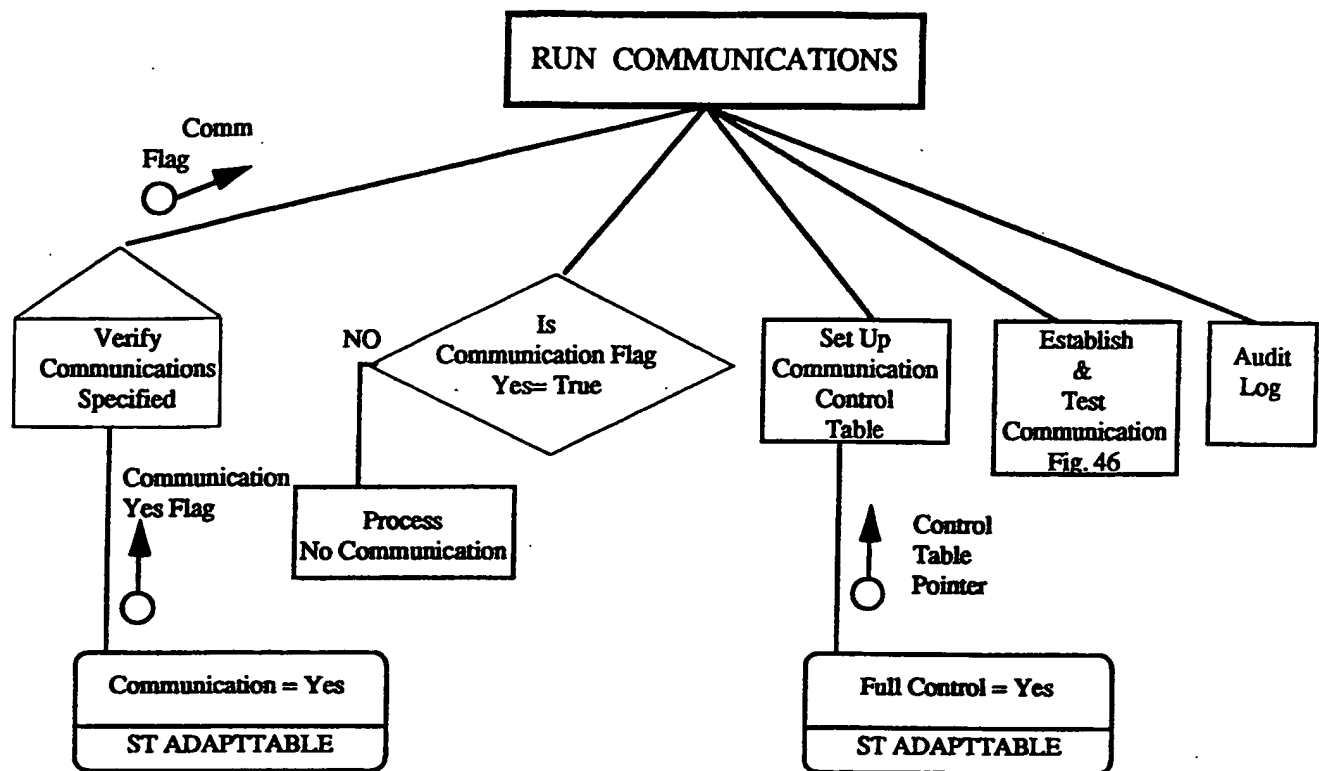 RUN COMMUNICATIONS
Comm
Flag
Verify
Communications
Specified
NO
Is
Communication Flag
Yes= True
Set Up
Communication
Control
Table
Establish
&
Test
Communication
Fig. 46
Audit
Log
Communication
Yes Flag
Process
No Communication
Control
Table
Pointer
Communication = Yes
ST ADAPTTABLE
Full Control = Yes
ST ADAPTTABLE